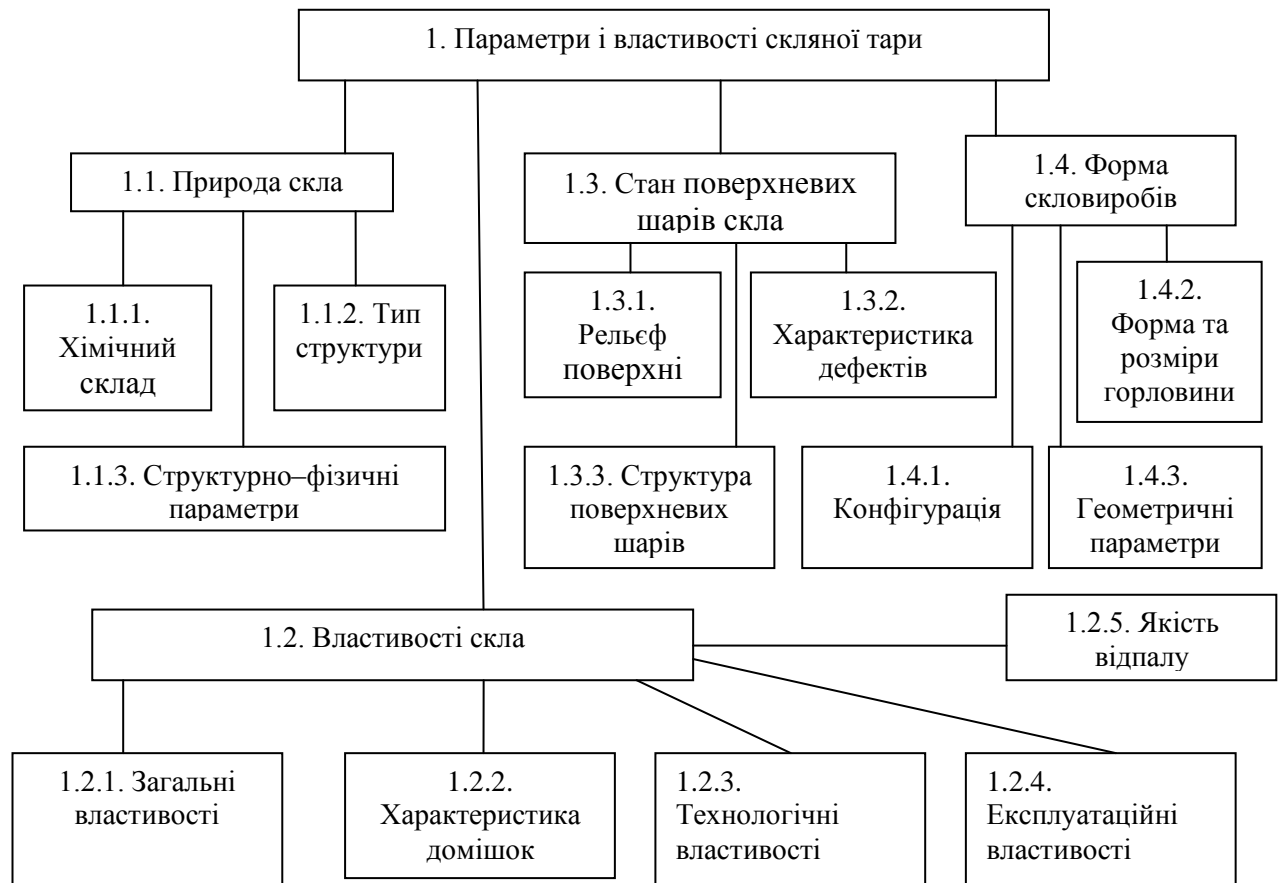 1. Параметри і властивості скляної тари
1.1. Природа скла
1.3. Стан поверхневих
шарів скла
1.4. Форма
скловиробів
1.1.1.
Хімічний
склад
1.1.2. Тип
структури
1.3.1.
Рельєф
поверхні
1.3.2.
Характеристика
дефектів
1.4.2.
Форма та
розміри
горловини
1.1.3. Структурно–фізичні
параметри
1.3.3. Структура
поверхневих
шарів
1.4.1.
Конфігурація
1.4.3.
Геометричні
параметри
1.2. Властивості скла
1.2.5. Якість
відпалу
1.2.1. Загальні
властивості
1.2.2.
Характеристика
домішок
1.2.3.
Технологічні
властивості
1.2.4.
Експлуатаційні
властивості